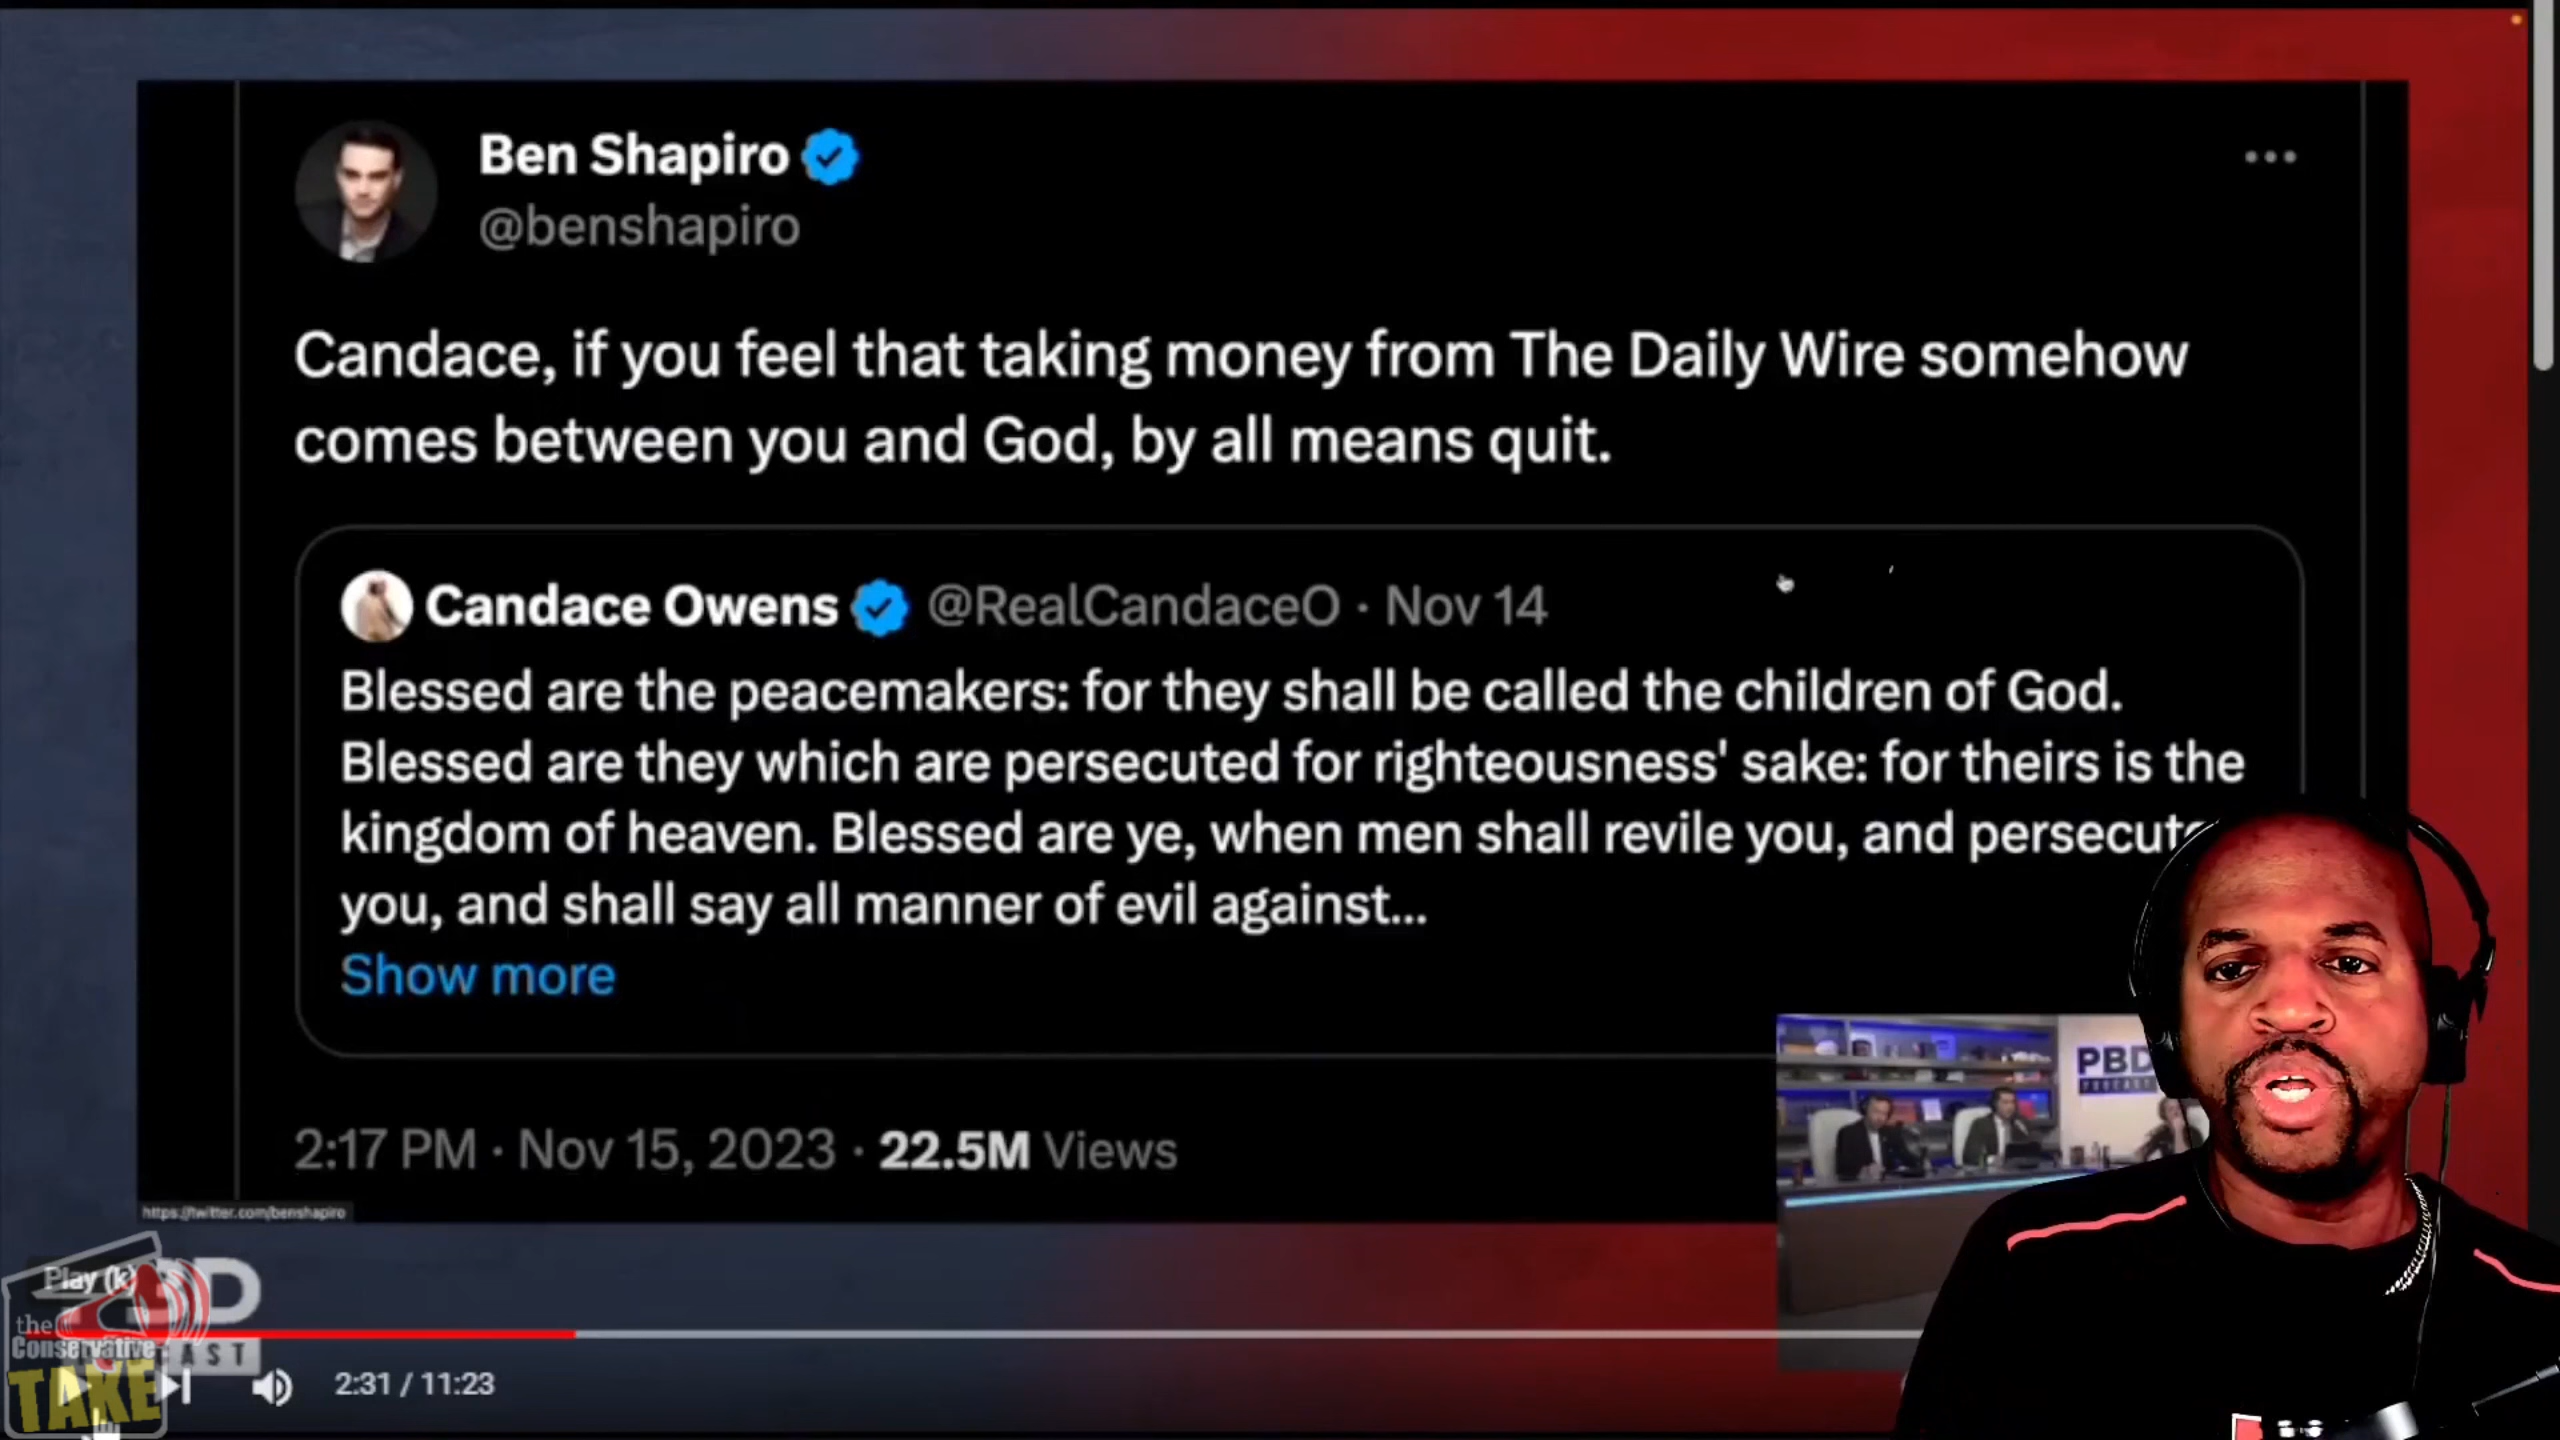 Ben Shapiro
@benshapiro
Candace, if you feel that taking money from The Daily Wire somehow
comes between you and God, by all means quit.
Candace Owens @RealCandaceO · Nov 14
Blessed are the peacemakers: for they shall be called the children of God.
Blessed are they which are persecuted for righteousness' sake: for theirs is the
kingdom of heaven. Blessed are ye, when men shall revile you, and persecute
you, and shall say all manner of evil against...
Show more
2:17 PM · Nov 15, 2023 · 22.5M Views
PBD
PODCAST
https://twitter.com/benshapiro
Play (k)
the
Conservative
TAKE
2:31 / 11:23